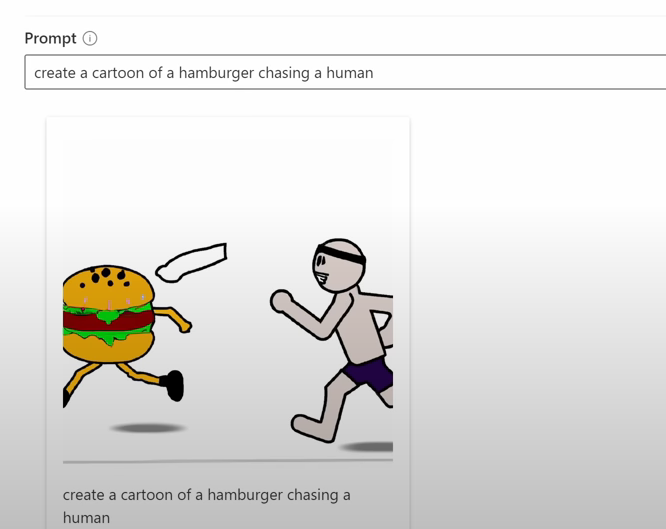 Prompt
create a cartoon of a hamburger chasing a human
create a cartoon of a hamburger chasing a
human